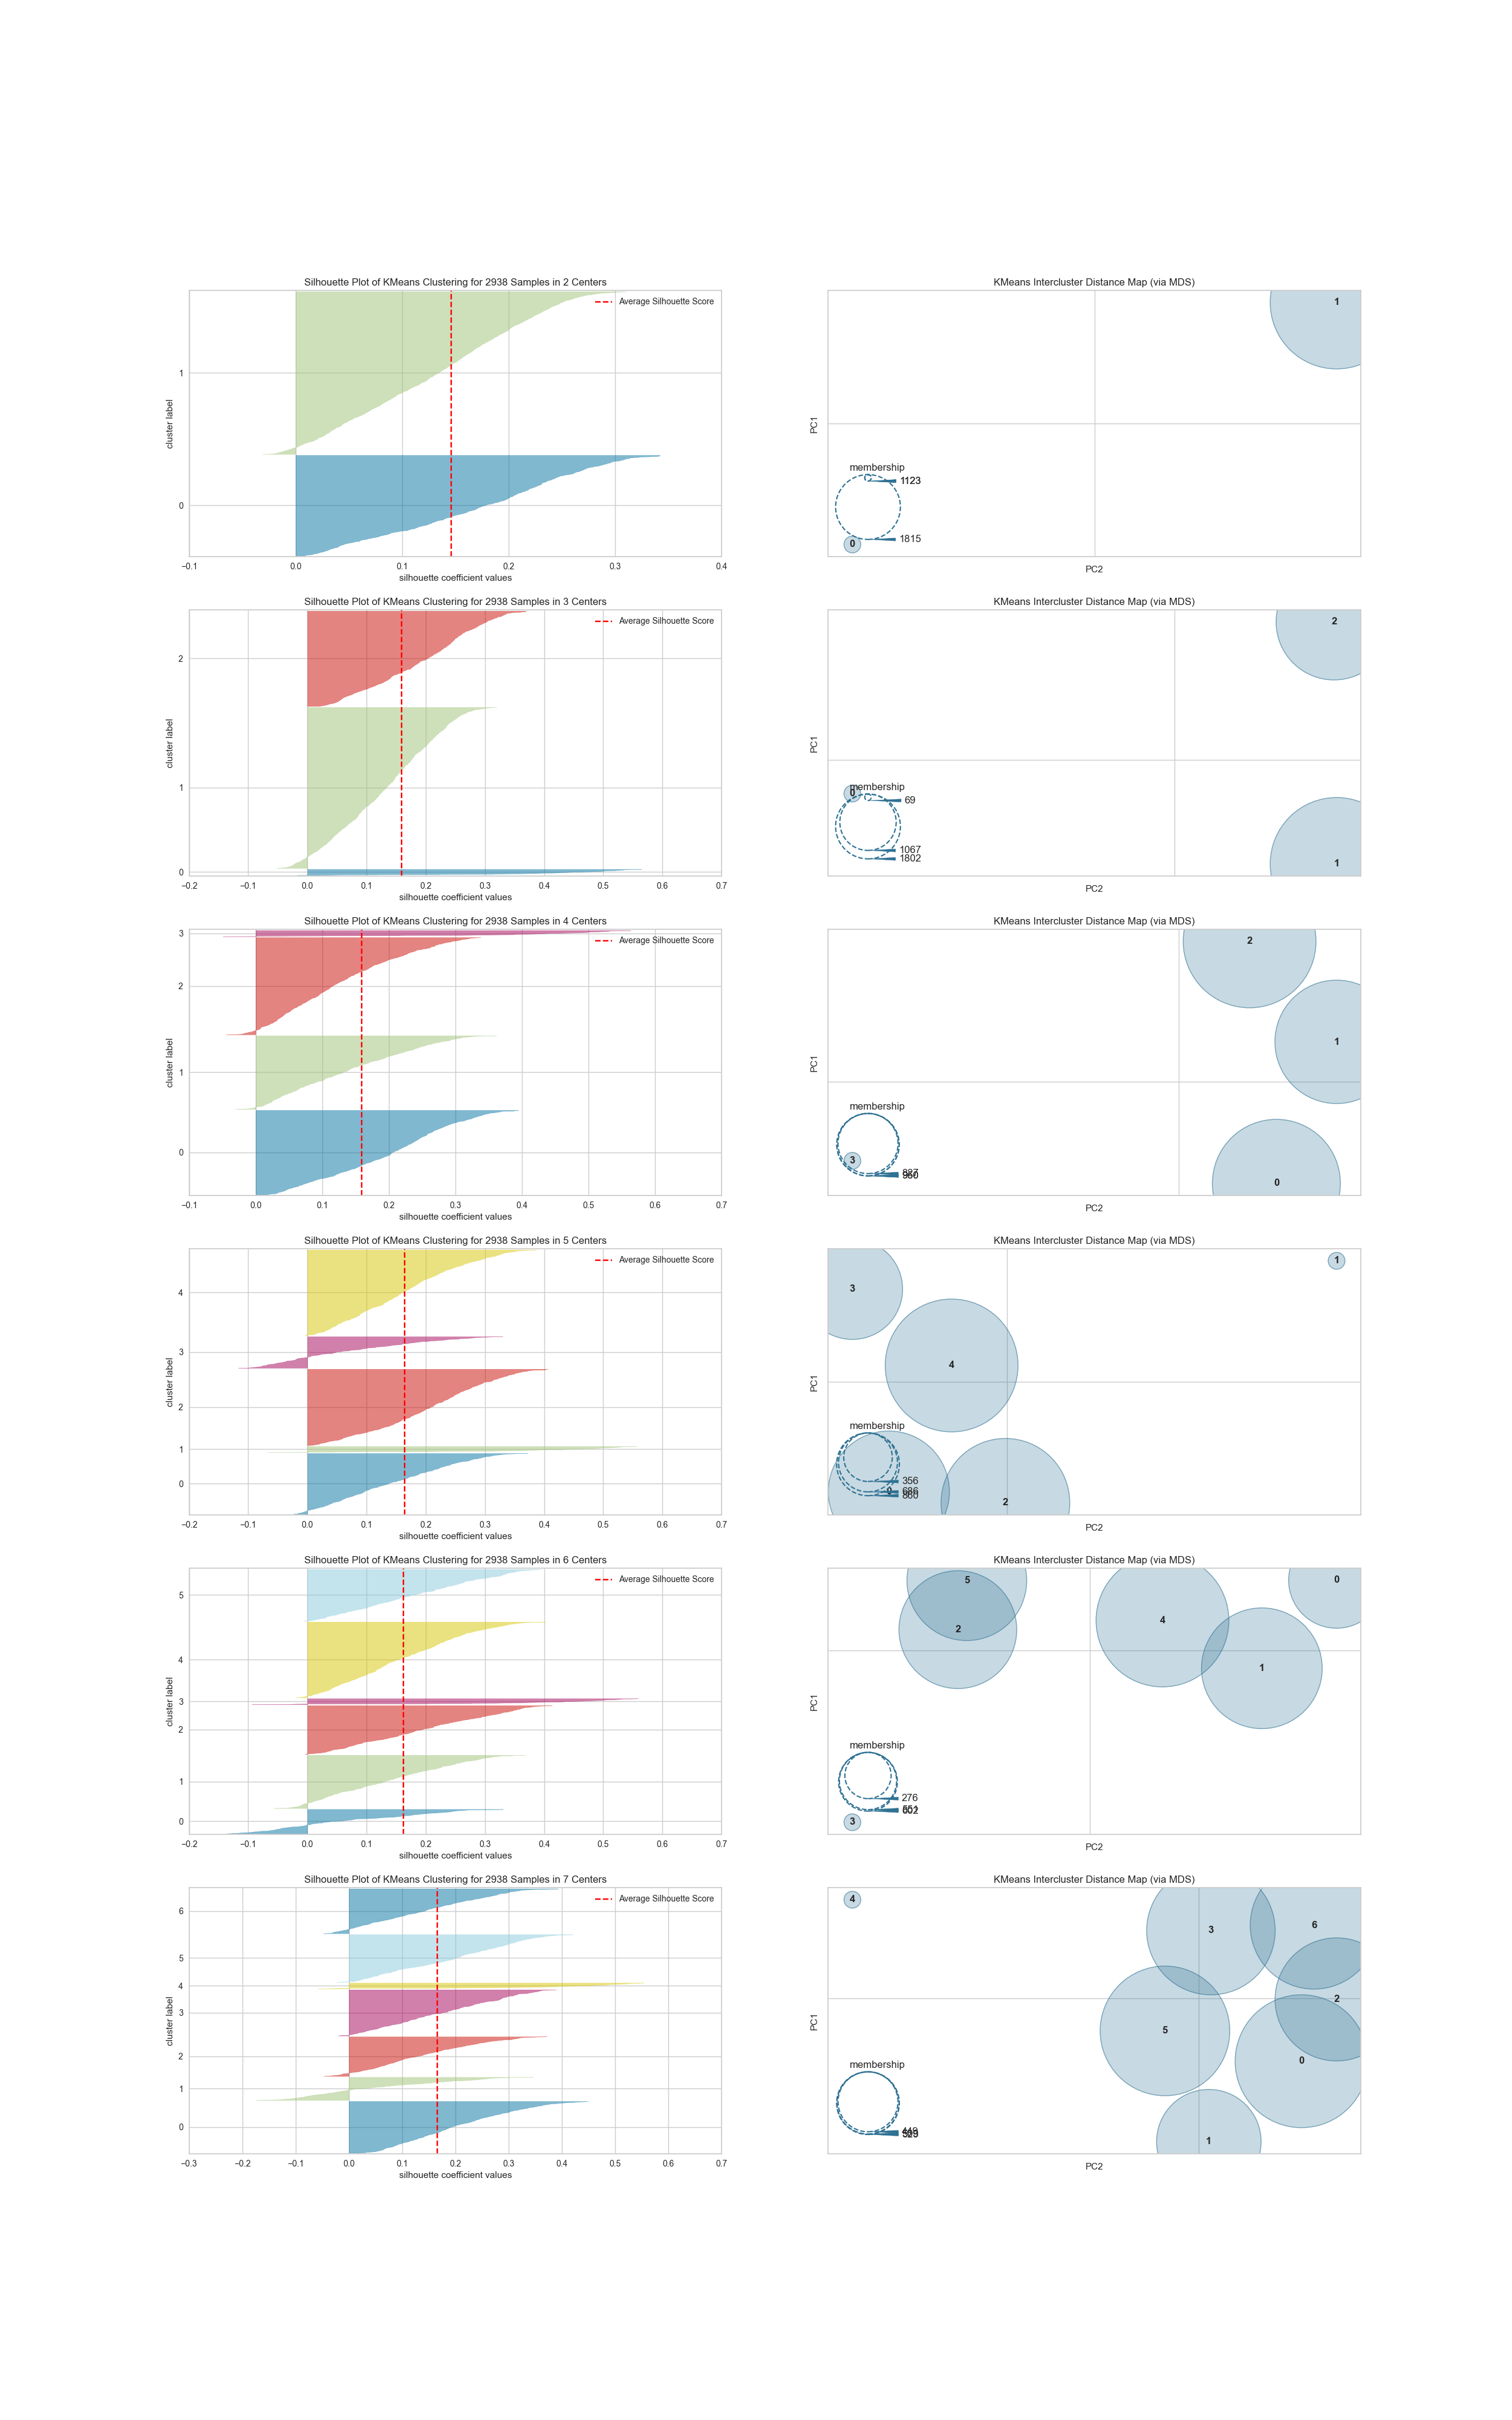 Silhouette Plot of KMeans Clustering for 2938 Samples in 2 Centers
Average Silhouette Score
cluster label
1
0
−0.1 0.0 0.1 0.2 0.3 0.4
silhouette coefficient values
KMeans Intercluster Distance Map (via MDS)
1
PC1
membership
1123
1815
0
PC2
Silhouette Plot of KMeans Clustering for 2938 Samples in 3 Centers
Average Silhouette Score
cluster label
2
1
0
−0.2 −0.1 0.0 0.1 0.2 0.3 0.4 0.5 0.6 0.7
silhouette coefficient values
KMeans Intercluster Distance Map (via MDS)
2
PC1
membership
0
69
1067
1802
1
PC2
Silhouette Plot of KMeans Clustering for 2938 Samples in 4 Centers
Average Silhouette Score
cluster label
3
2
1
0
−0.1 0.0 0.1 0.2 0.3 0.4 0.5 0.6 0.7
silhouette coefficient values
KMeans Intercluster Distance Map (via MDS)
2
1
PC1
membership
3
0
PC2
Silhouette Plot of KMeans Clustering for 2938 Samples in 5 Centers
Average Silhouette Score
cluster label
4
3
2
1
0
−0.2 −0.1 0.0 0.1 0.2 0.3 0.4 0.5 0.6 0.7
silhouette coefficient values
KMeans Intercluster Distance Map (via MDS)
1
3
4
PC1
membership
356
0
2
PC2
Silhouette Plot of KMeans Clustering for 2938 Samples in 6 Centers
Average Silhouette Score
cluster label
5
4
3
2
1
0
−0.2 −0.1 0.0 0.1 0.2 0.3 0.4 0.5 0.6 0.7
silhouette coefficient values
KMeans Intercluster Distance Map (via MDS)
5
0
4
2
1
PC1
membership
276
3
PC2
Silhouette Plot of KMeans Clustering for 2938 Samples in 7 Centers
Average Silhouette Score
cluster label
6
5
4
3
2
1
0
−0.3 −0.2 −0.1 0.0 0.1 0.2 0.3 0.4 0.5 0.6 0.7
silhouette coefficient values
KMeans Intercluster Distance Map (via MDS)
4
3
6
2
5
0
PC1
membership
1
PC2